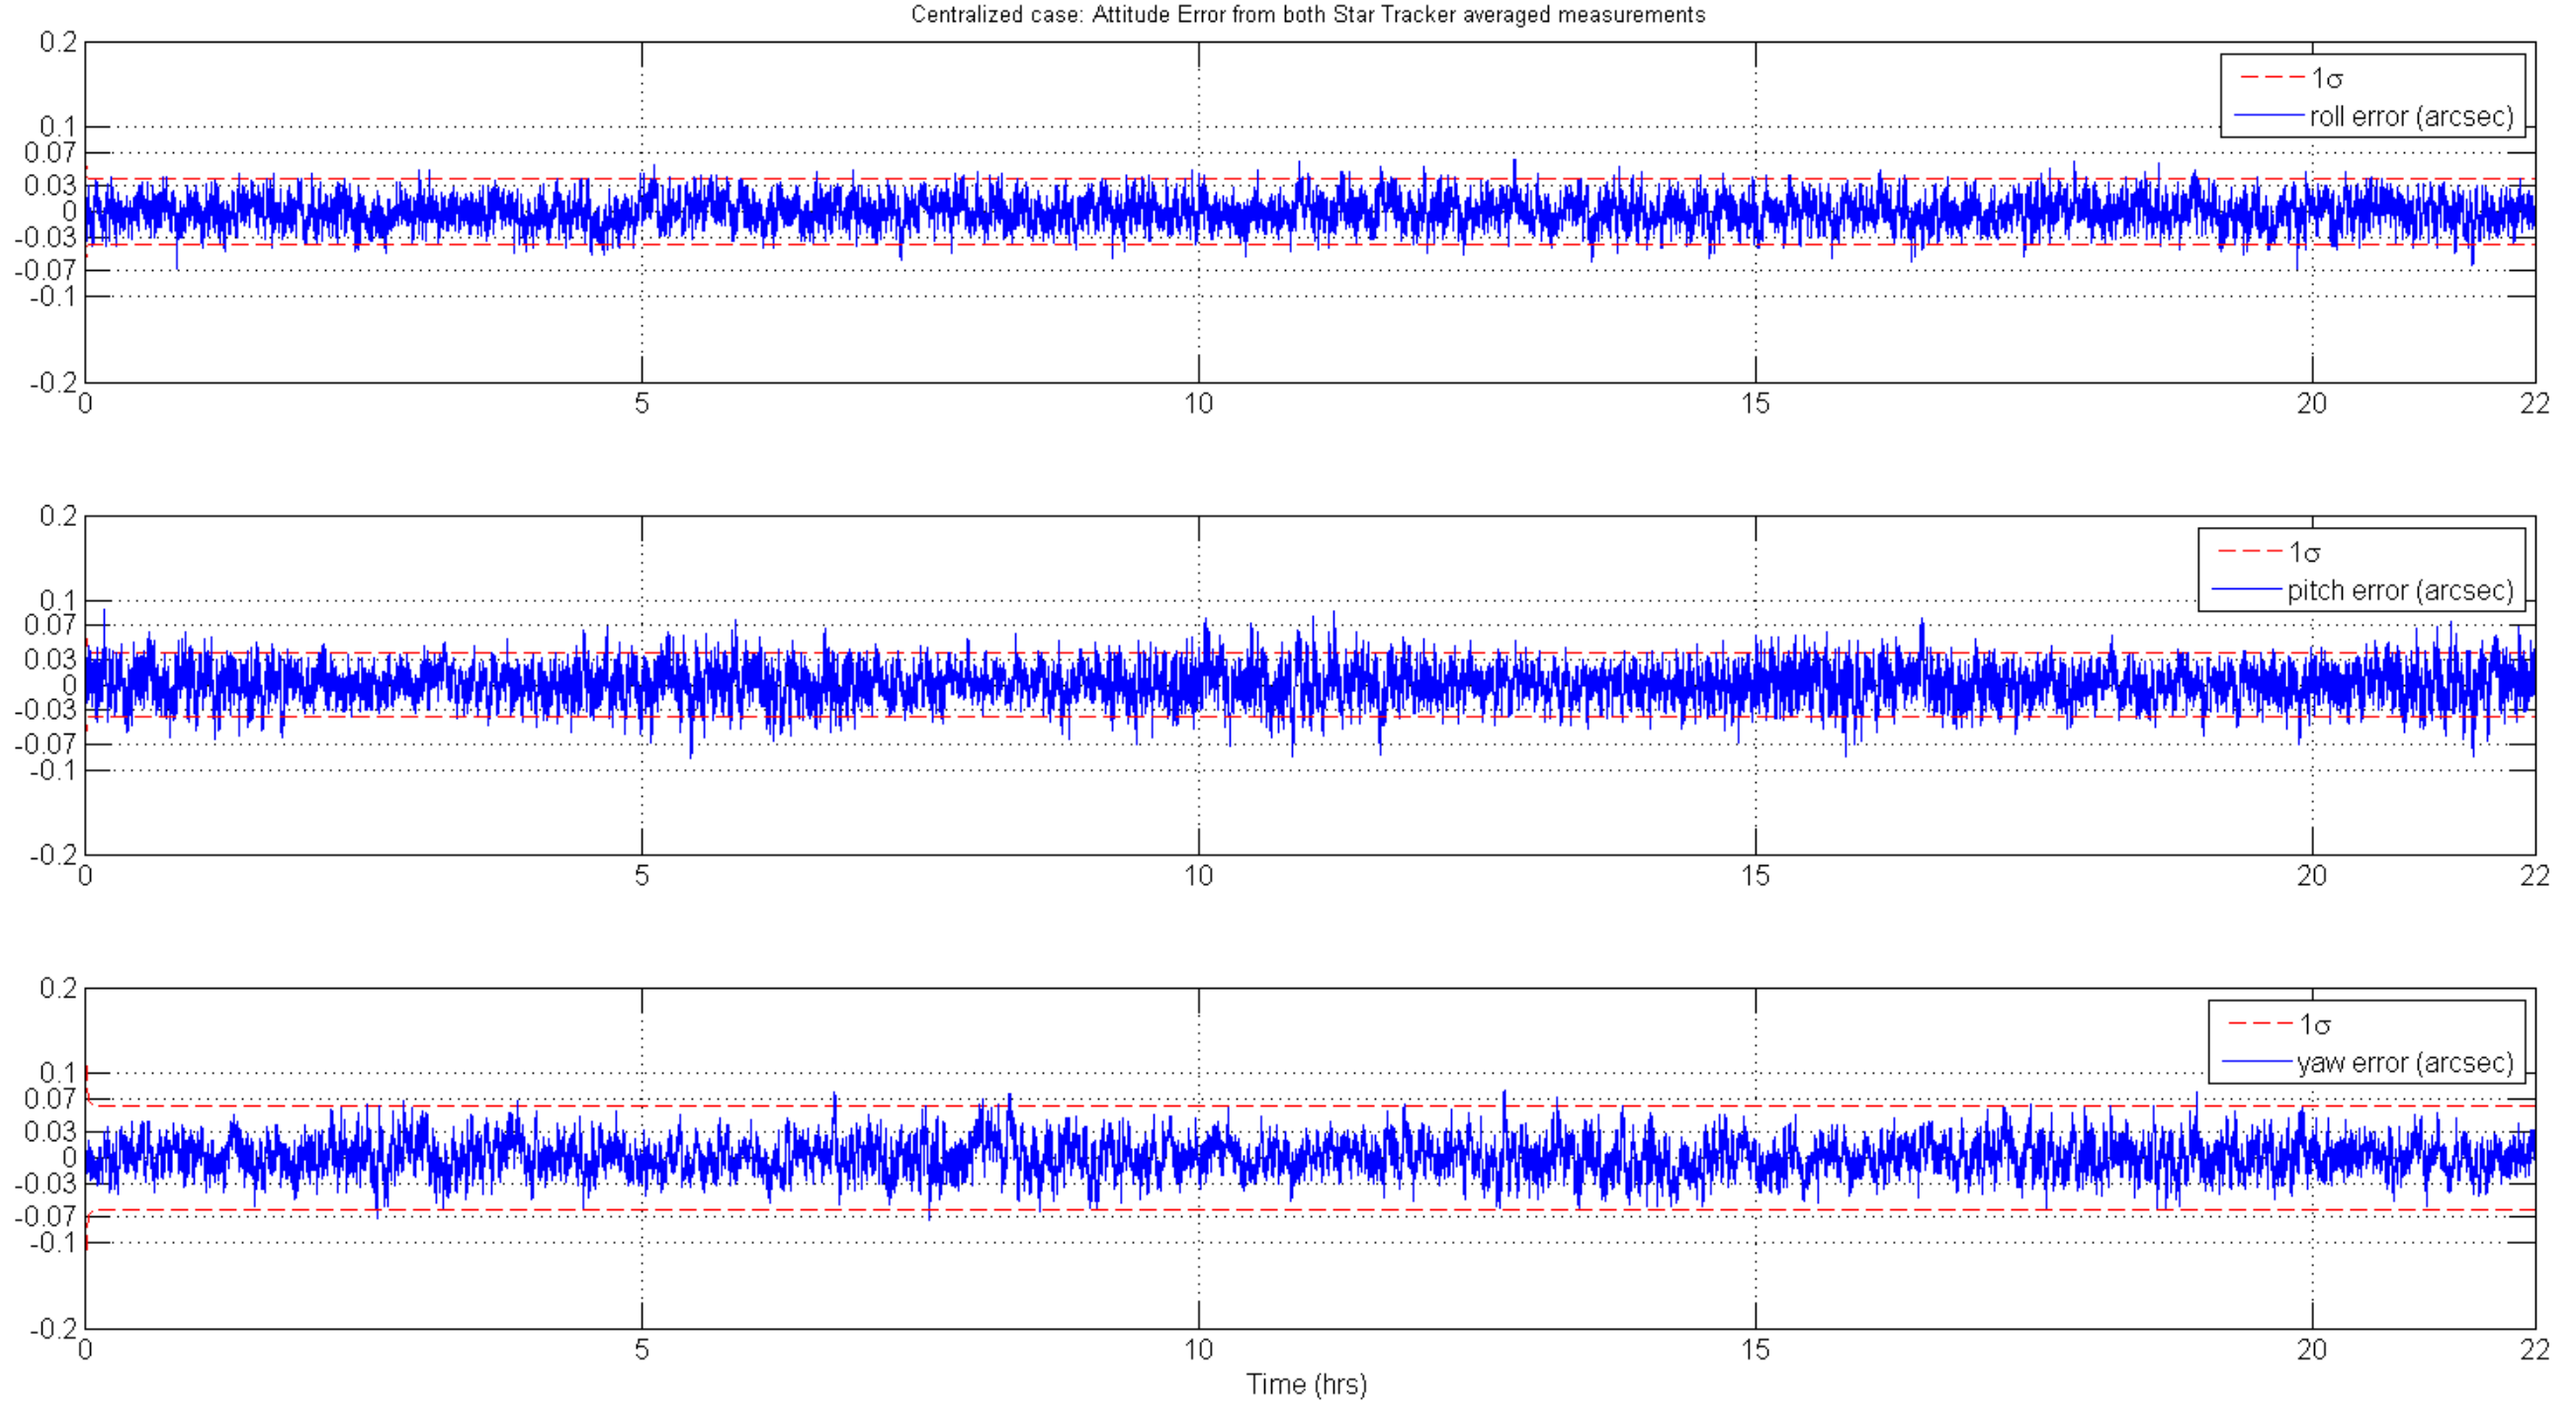 Centralized case: Attitude Error from both Star Tracker averaged measurements
0.2
1σ
roll error (arcsec)
0.1
0.07
0.03
0
-0.03
-0.07
-0.1
-0.2
0 5 10 15 20 22
0.2
1σ
pitch error (arcsec)
0.1
0.07
0.03
0
-0.03
-0.07
-0.1
-0.2
0 5 10 15 20 22
0.2
1σ
yaw error (arcsec)
0.1
0.07
0.03
0
-0.03
-0.07
-0.1
-0.2
0 5 10 15 20 22
Time (hrs)